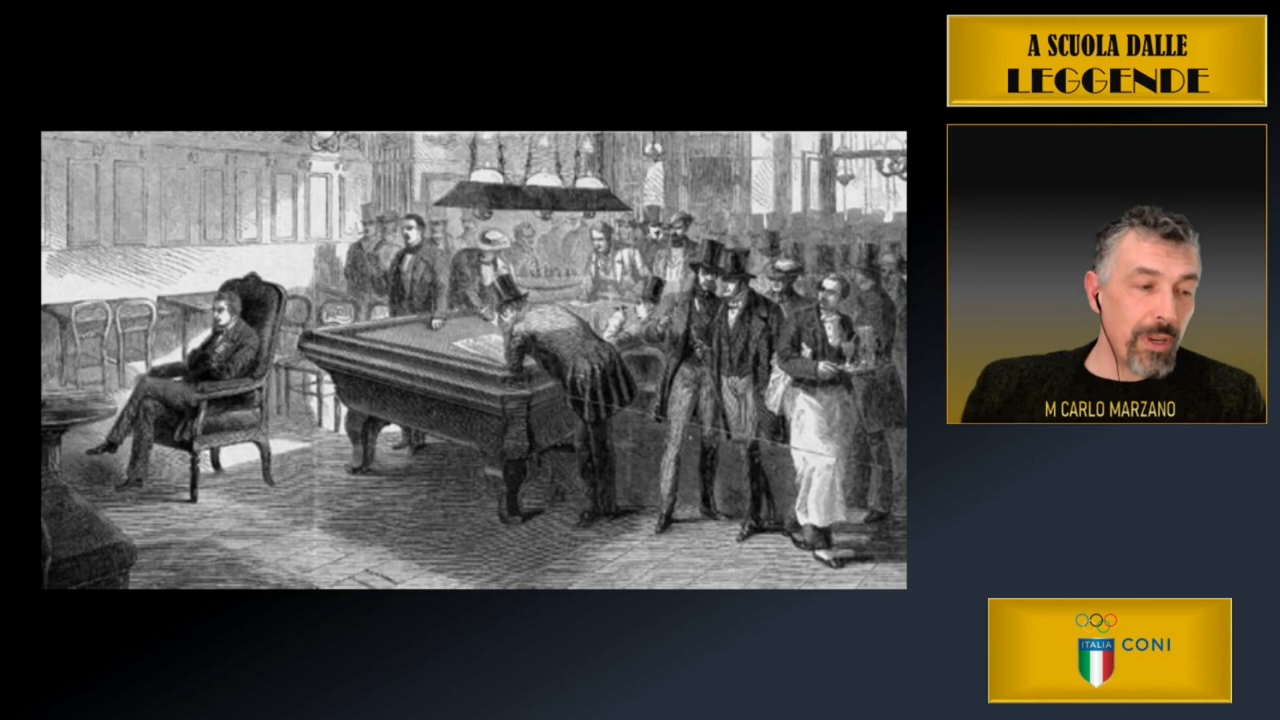 A SCUOLA DALLE
LEGGENDE
M CARLO MARZANO
ITALIA
CONI